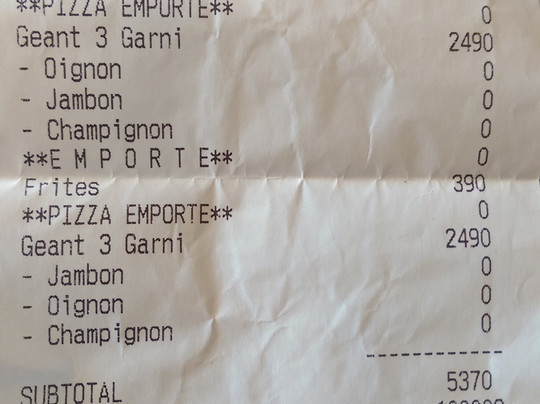 **PIZZA EMPORTE** 0
Geant 3 Garni 2490
- Oignon 0
- Jambon 0
- Champignon 0
**E M P O R T E** 0
Frites 390
**PIZZA EMPORTE** 0
Geant 3 Garni 2490
- Jambon 0
- Oignon 0
- Champignon 0
----------
SUBTOTAL 5370